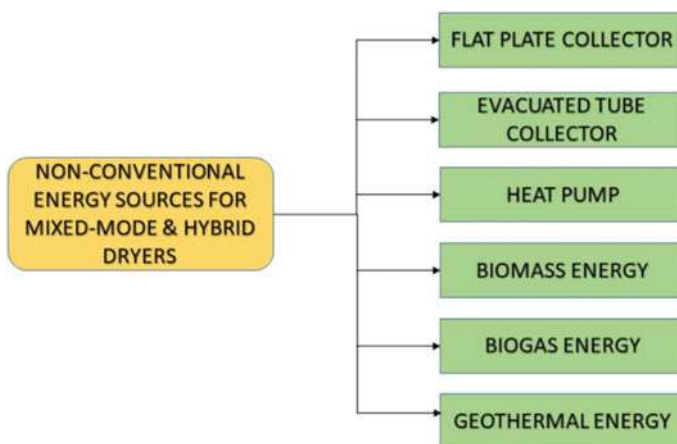 NON-CONVENTIONAL
ENERGY SOURCES FOR
MIXED-MODE & HYBRID
DRYERS
FLAT PLATE COLLECTOR
EVACUATED TUBE
COLLECTOR
HEAT PUMP
BIOMASS ENERGY
BIOGAS ENERGY
GEOTHERMAL ENERGY